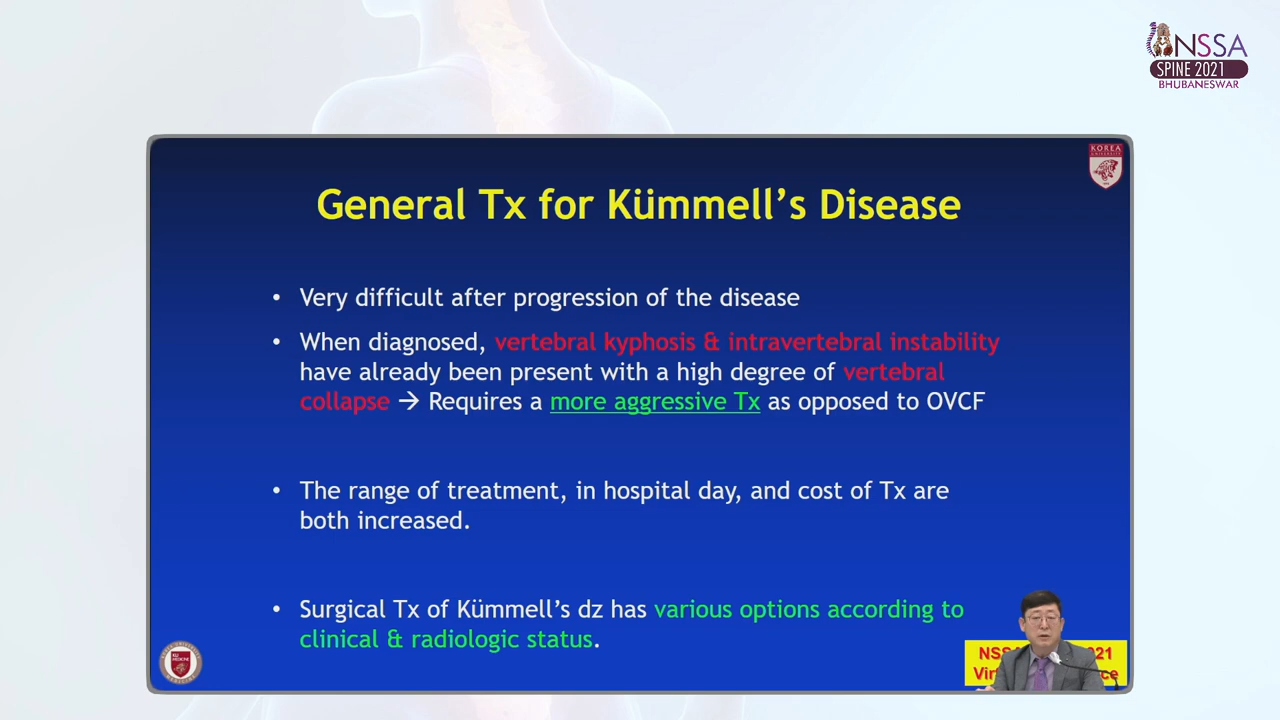 NSSA
SPINE 2021
BHUBANESWAR
KOREA
General Tx for Kümmell’s Disease
• Very difficult after progression of the disease
• When diagnosed, vertebral kyphosis & intravertebral instability
have already been present with a high degree of vertebral
collapse → Requires a more aggressive Tx as opposed to OVCF
• The range of treatment, in hospital day, and cost of Tx are
both increased.
• Surgical Tx of Kümmell’s dz has various options according to
clinical & radiologic status.